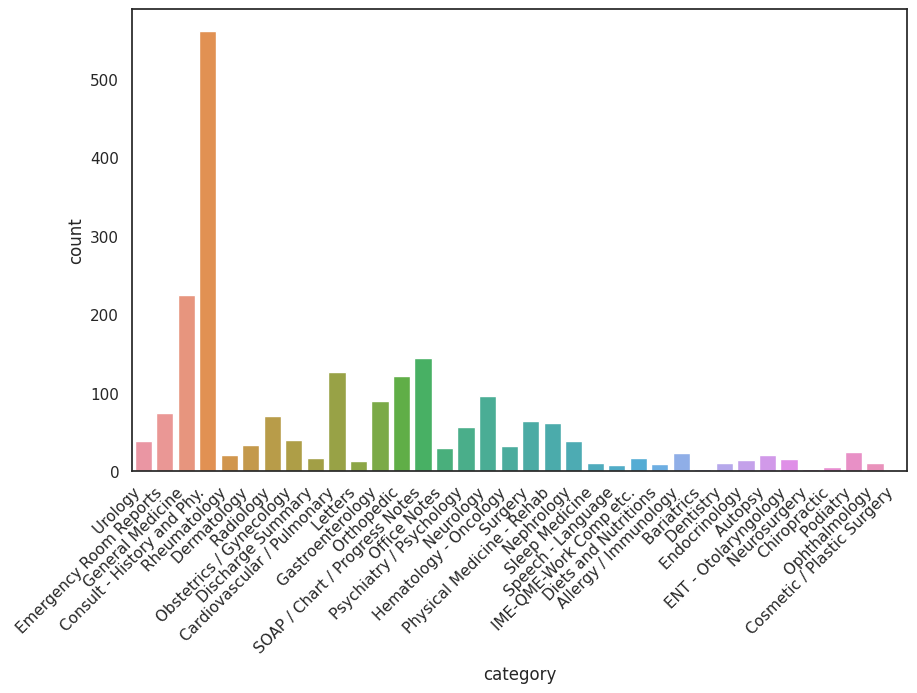 500
400
300
200
100
0
count
Urology
Emergency Room Reports
General Medicine
Consult - History and Phy.
Rheumatology
Dermatology
Radiology
Obstetrics / Gynecology
Discharge Summary
Cardiovascular / Pulmonary
Letters
Gastroenterology
Orthopedic
SOAP / Chart / Progress Notes
Office Notes
Psychiatry / Psychology
Neurology
Hematology - Oncology
Surgery
Physical Medicine - Rehab
Nephrology
Sleep Medicine
Speech - Language
IME-QME-Work Comp etc.
Diets and Nutritions
Allergy / Immunology
Bariatrics
Dentistry
Endocrinology
Autopsy
ENT - Otolaryngology
Neurosurgery
Chiropractic
Podiatry
Ophthalmology
Cosmetic / Plastic Surgery
category